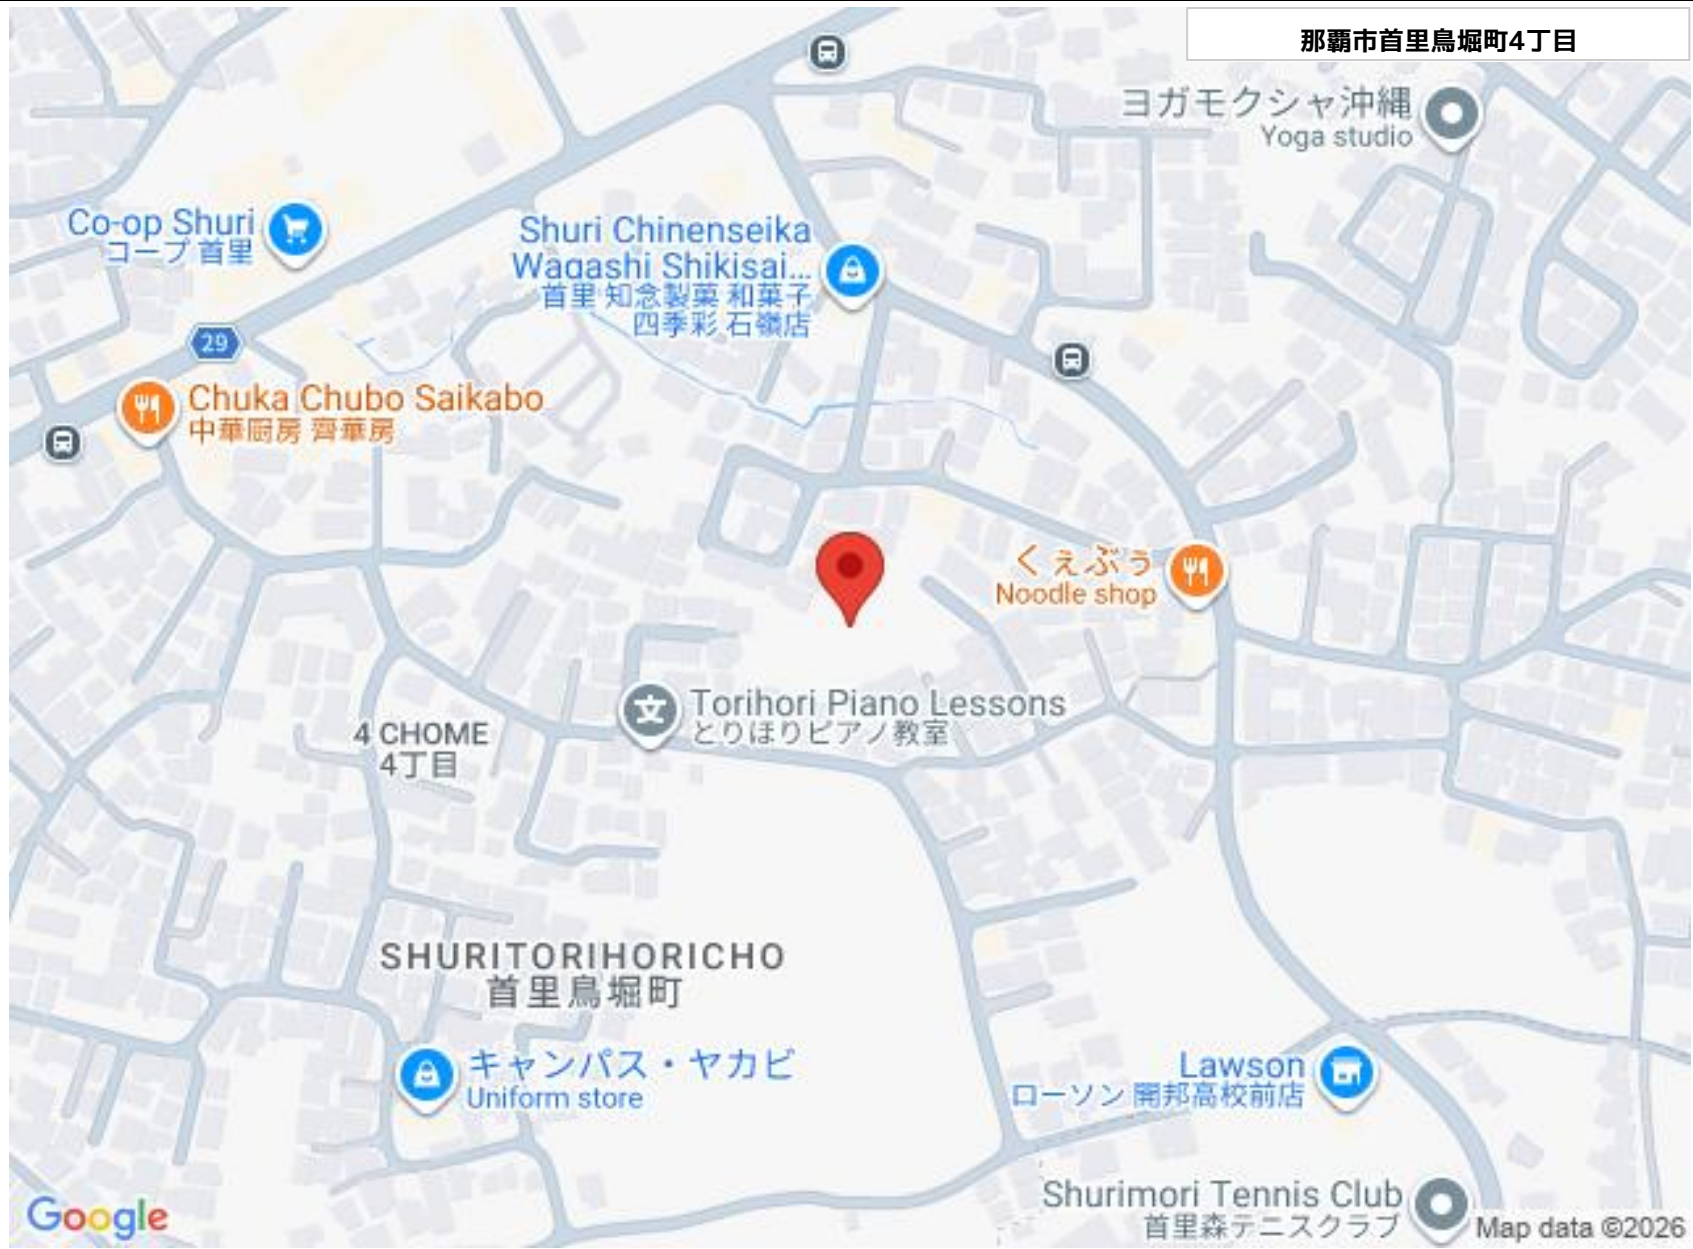 那覇市首里鳥堀町4丁目
ヨガモクシャ沖縄
Yoga studio
Co-op Shuri
コープ 首里
Shuri Chinenseika
Wagashi Shikisai...
首里 知念製菓 和菓子
四季彩 石嶺店
29
Chuka Chubo Saikabo
中華厨房 齊華房
くぇぶぅ
Noodle shop
Torihori Piano Lessons
とりほりピアノ教室
4 CHOME
4丁目
SHURITORIHORICHO
首里鳥堀町
キャンパス・ヤカビ
Uniform store
Lawson
ローソン 開邦高校前店
Shurimori Tennis Club
首里森テニスクラブ
Google
Map data ©2026